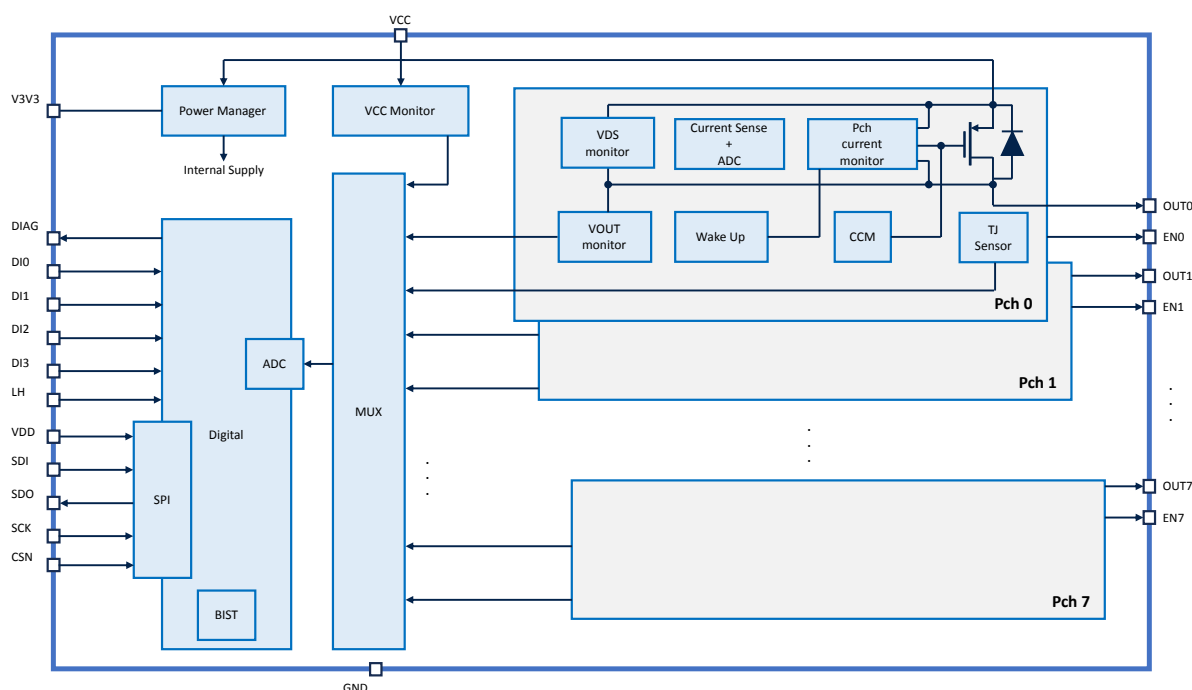 VCC
V3V3
Power Manager
VCC Monitor
Internal Supply
VDS
monitor
Current Sense
+
ADC
Pch
current
monitor
VOUT
monitor
Wake Up
CCM
TJ
Sensor
Pch 0
OUT0
EN0
OUT1
EN1
Pch 1
DIAG
DI0
DI1
DI2
DI3
LH
VDD
SDI
SDO
SCK
CSN
ADC
Digital
SPI
BIST
MUX
. . .
. . .
. . .
OUT7
EN7
Pch 7
GND